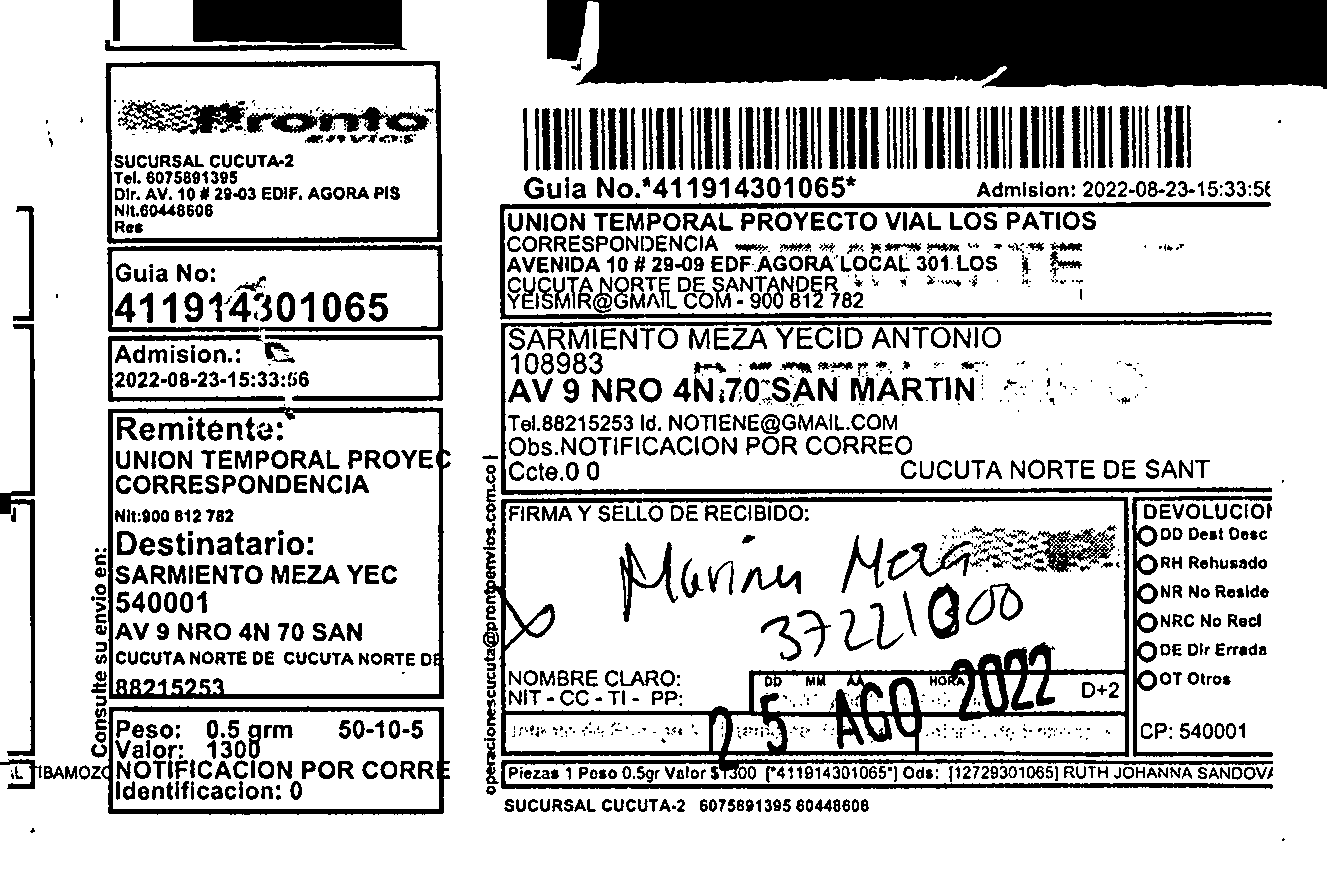 Pronto
envios
SUCURSAL CUCUTA-2
Tel. 6075891395
Dir. AV. 10 # 29-03 EDIF. AGORA PIS
Nit.60448606
Res
Guia No:
411914301065
Admision.:
2022-08-23-15:33:56
Remitente:
UNION TEMPORAL PROYEC
CORRESPONDENCIA
Nit:900 812 782
Destinatario:
SARMIENTO MEZA YEC
540001
AV 9 NRO 4N 70 SAN
CUCUTA NORTE DE CUCUTA NORTE DE
88215253
Peso: 0.5 grm 50-10-5
Valor: 1300
NOTIFICACION POR CORRE
Identificacion: 0
Consulte su envio en:
TIBAMOZO
Guia No.*411914301065*
Admision: 2022-08-23-15:33:56
UNION TEMPORAL PROYECTO VIAL LOS PATIOS
CORRESPONDENCIA
AVENIDA 10 # 29-09 EDF AGORA LOCAL 301 LOS
CUCUTA NORTE DE SANTANDER
YEISMIR@GMAIL COM - 900 812 782
SARMIENTO MEZA YECID ANTONIO
108983
AV 9 NRO 4N 70 SAN MARTIN
Tel.88215253 Id. NOTIENE@GMAIL.COM
Obs.NOTIFICACION POR CORREO
Ccte.0 0 CUCUTA NORTE DE SANT
operacionescucuta@prontoenvios.com.co
FIRMA Y SELLO DE RECIBIDO:
Marina Meza
37221000
NOMBRE CLARO:
NIT - CC - TI - PP:
DD MM AA HORA
D+2
25 AGO 2022
DEVOLUCION
DD Dest Desc
RH Rehusado
NR No Reside
NRC No Recl
DE Dir Errada
OT Otros
CP: 540001
Piezas 1 Peso 0.5gr Valor $1300 [*411914301065*] Ods: [12729301065] RUTH JOHANNA SANDOVA
SUCURSAL CUCUTA-2 6075891395 60448606